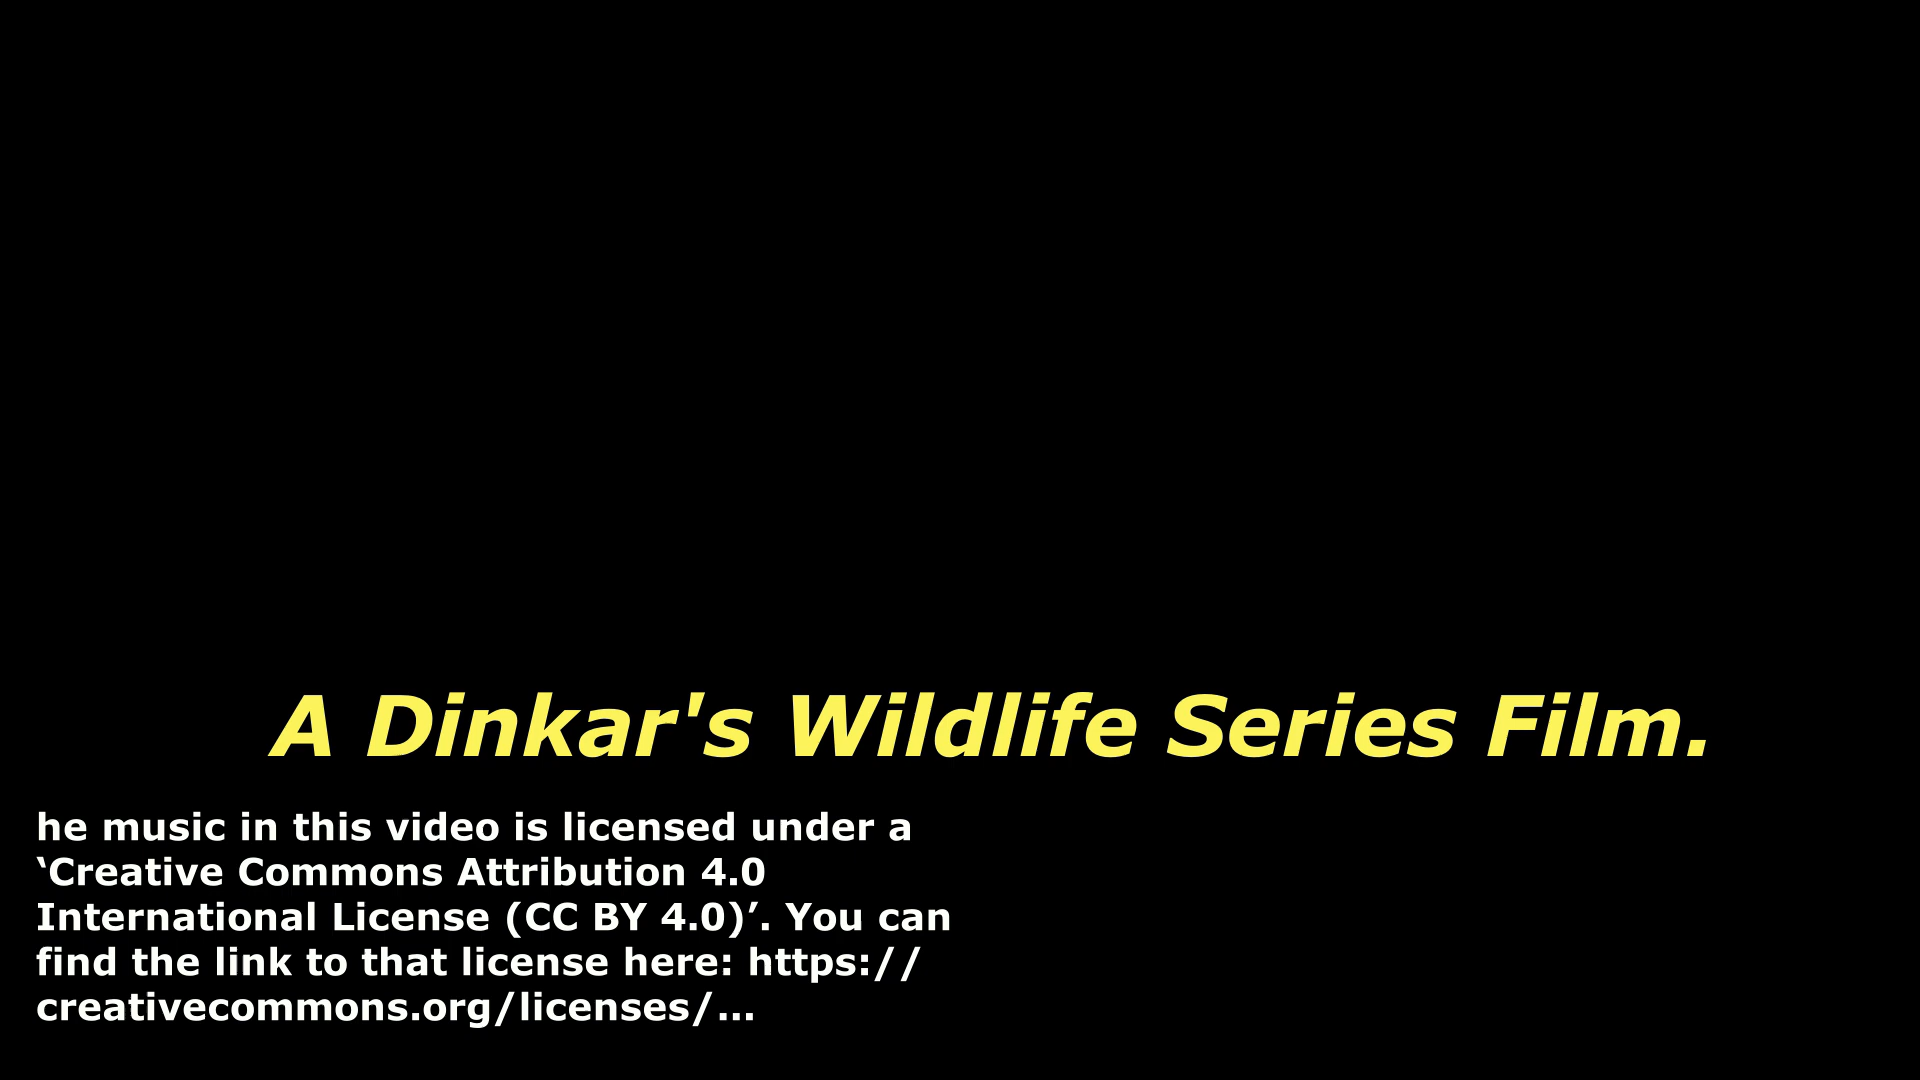 A Dinkar's Wildlife Series Film.
he music in this video is licensed under a
‘Creative Commons Attribution 4.0
International License (CC BY 4.0)’. You can
find the link to that license here: https://
creativecommons.org/licenses/...